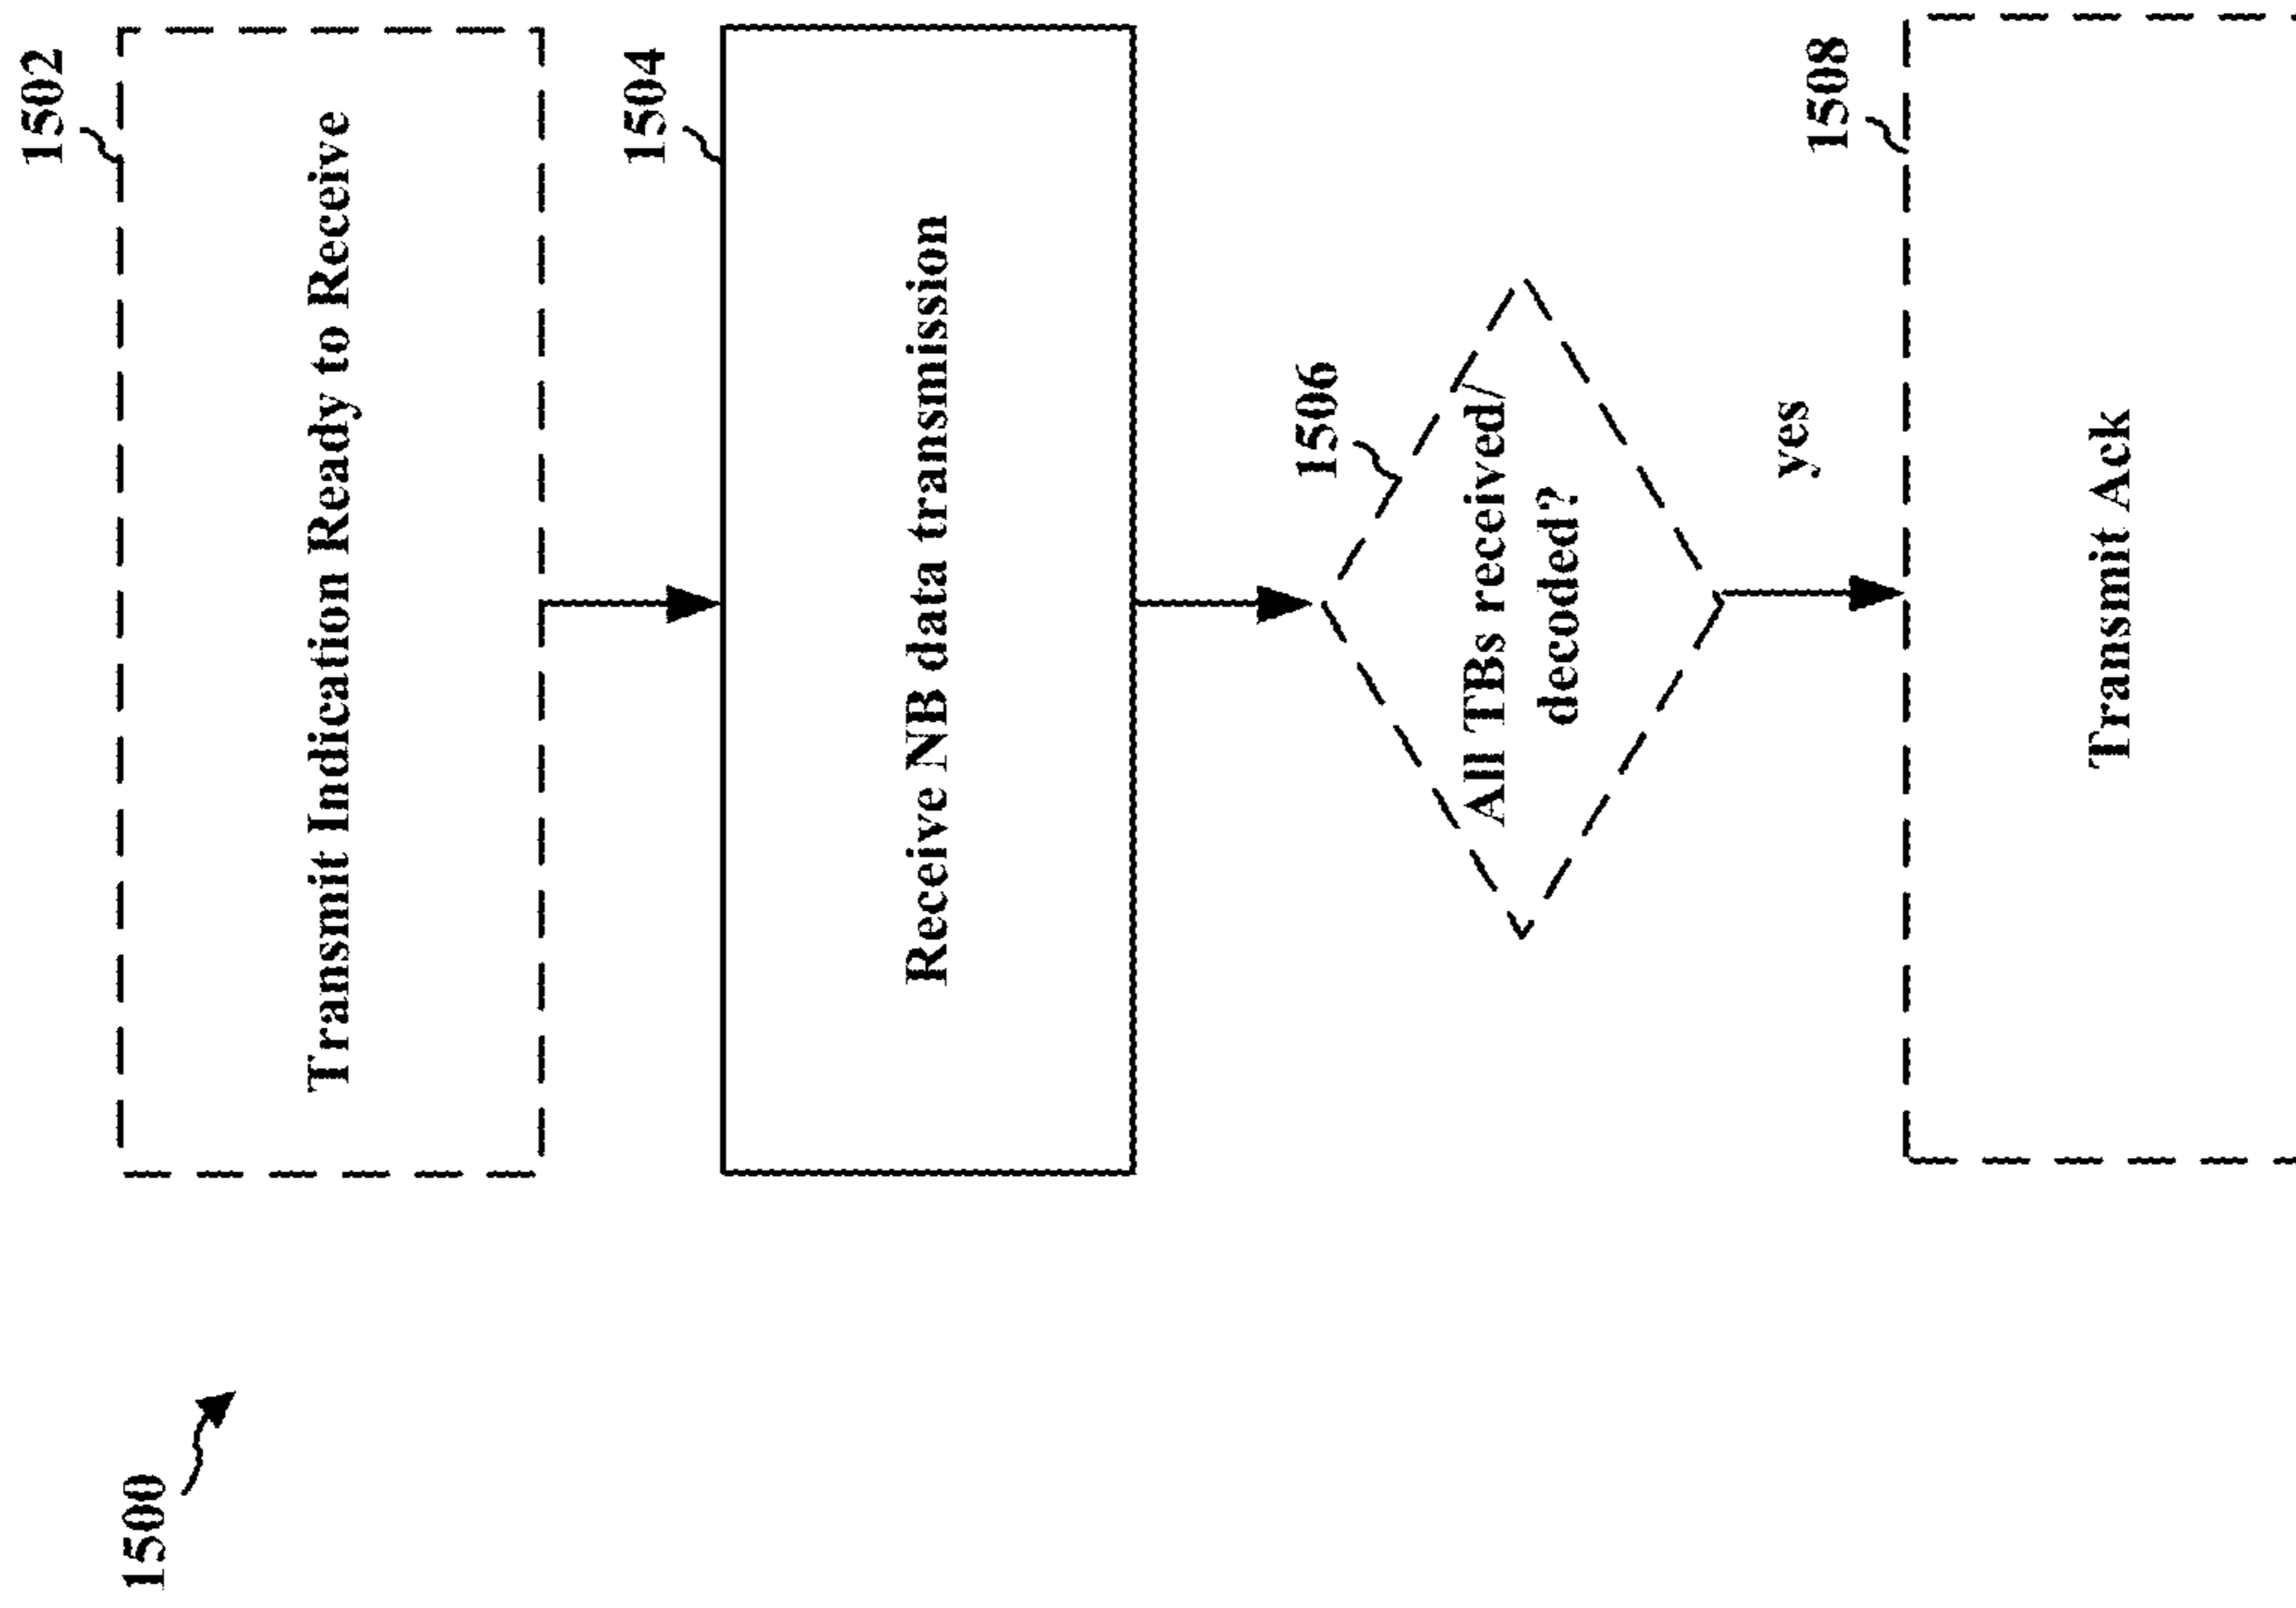 1500
1502
Transmit Indication Ready to Receive
1504
Receive NB data transmission
1506
All TBs received/
decoded?
yes
1508
Transmit Ack